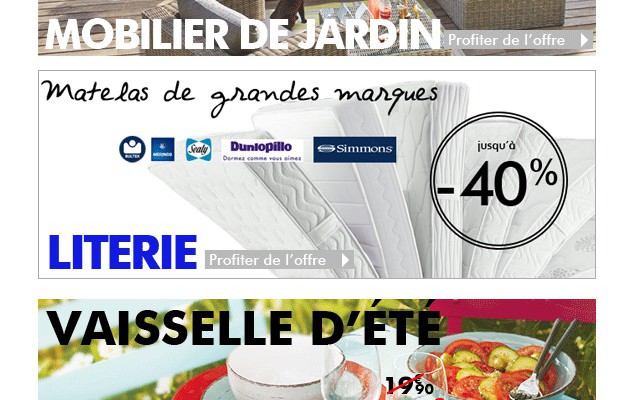 MOBILIER DE JARDIN Profiter de l'offre
Matelas de grandes marques
BULTEX MERINOS Sealy Dunlopillo Simmons
Dormez comme vous aimez
jusqu'à
-40%
LITERIE Profiter de l'offre
VAISSELLE D'ÉTÉ
19€90